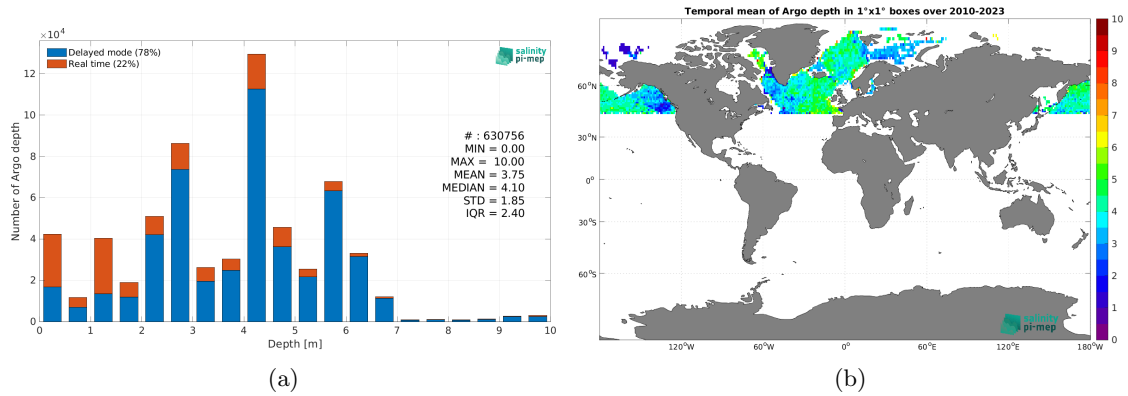 ×10⁴
Delayed mode (78%)
Real time (22%)
salinity
pi-mep
# : 630756
MIN = 0.00
MAX = 10.00
MEAN = 3.75
MEDIAN = 4.10
STD = 1.85
IQR = 2.40
Number of Argo depth
12
10
8
6
4
2
0
0 1 2 3 4 5 6 7 8 9 10
Depth [m]
(a)
Temporal mean of Argo depth in 1°x1° boxes over 2010-2023
60°N
30°N
0°
30°S
60°S
120°W 60°W 0° 60°E 120°E 180°W
salinity
pi-mep
10
9
8
7
6
5
4
3
2
1
0
(b)